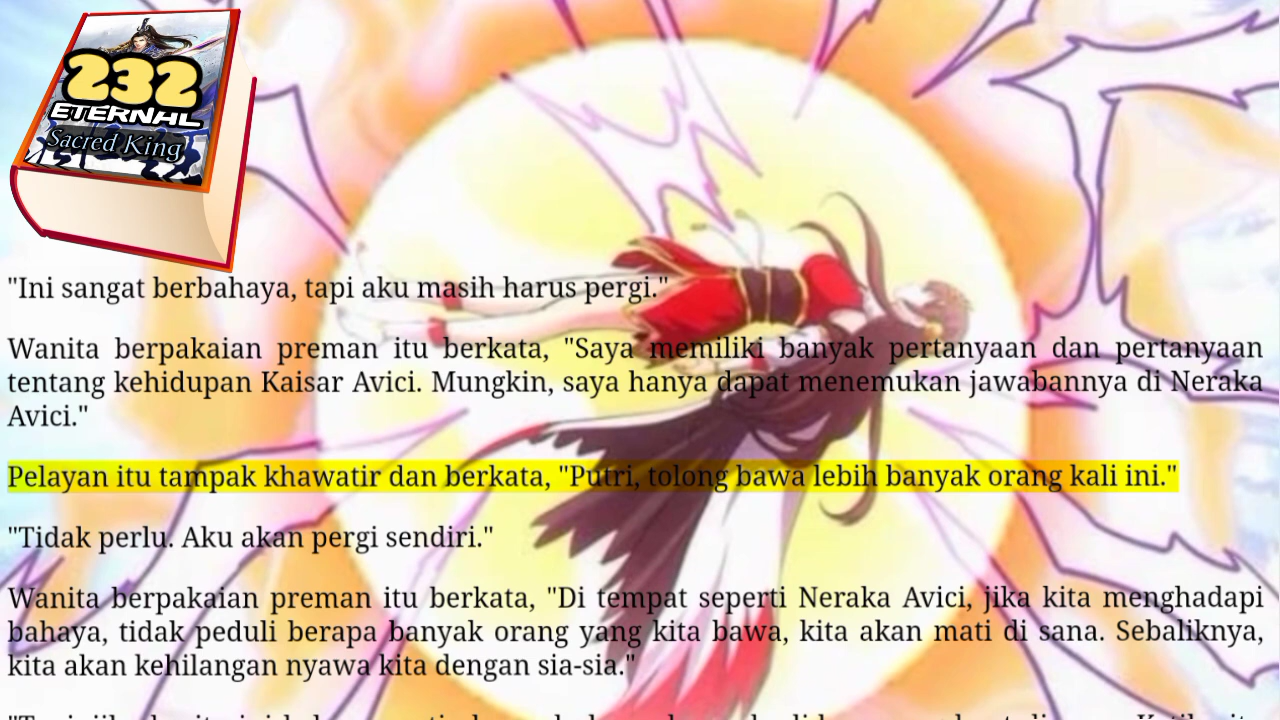 232
ETERNAL
Sacred King
"Ini sangat berbahaya, tapi aku masih harus pergi."
Wanita berpakaian preman itu berkata, "Saya memiliki banyak pertanyaan dan pertanyaan
tentang kehidupan Kaisar Avici. Mungkin, saya hanya dapat menemukan jawabannya di Neraka
Avici."
Pelayan itu tampak khawatir dan berkata, "Putri, tolong bawa lebih banyak orang kali ini."
"Tidak perlu. Aku akan pergi sendiri."
Wanita berpakaian preman itu berkata, "Di tempat seperti Neraka Avici, jika kita menghadapi
bahaya, tidak peduli berapa banyak orang yang kita bawa, kita akan mati di sana. Sebaliknya,
kita akan kehilangan nyawa kita dengan sia-sia."